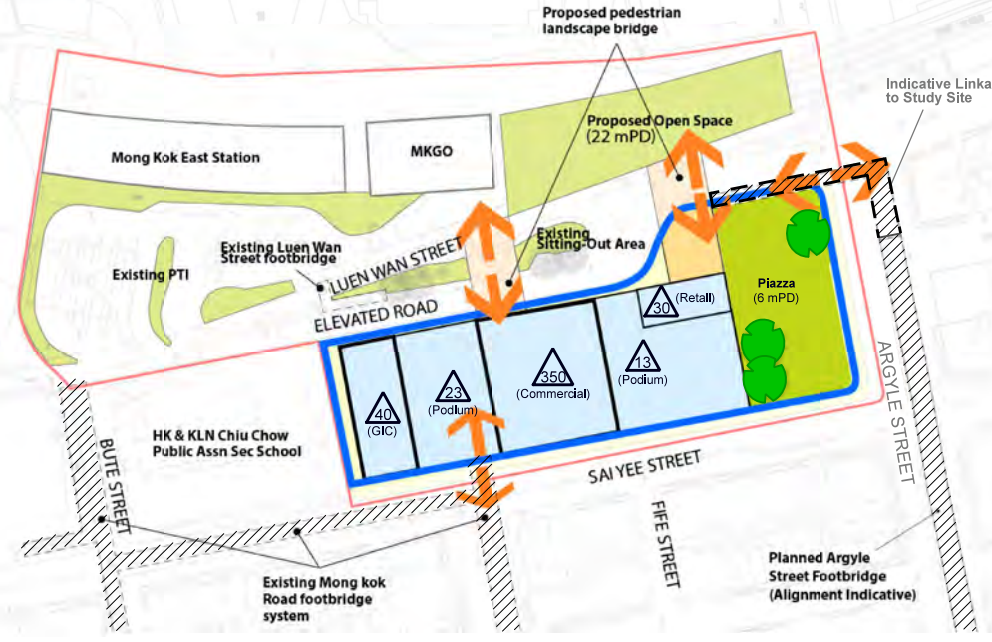 Proposed pedestrian
landscape bridge
Indicative Linka
to Study Site
Proposed Open Space
(22 mPD)
Mong Kok East Station
MKGO
Existing Luen Wan
Street footbridge
LUEN WAN STREET
Existing
Sitting-Out Area
Existing PTI
ELEVATED ROAD
Piazza
(6 mPD)
30
(Retail)
40
(GIC)
23
(Podium)
350
(Commercial)
13
(Podium)
ARGYLE STREET
HK & KLN Chiu Chow
Public Assn Sec School
BUTE STREET
SAI YEE STREET
FIFE STREET
Existing Mong kok
Road footbridge
system
Planned Argyle
Street Footbridge
(Alignment Indicative)